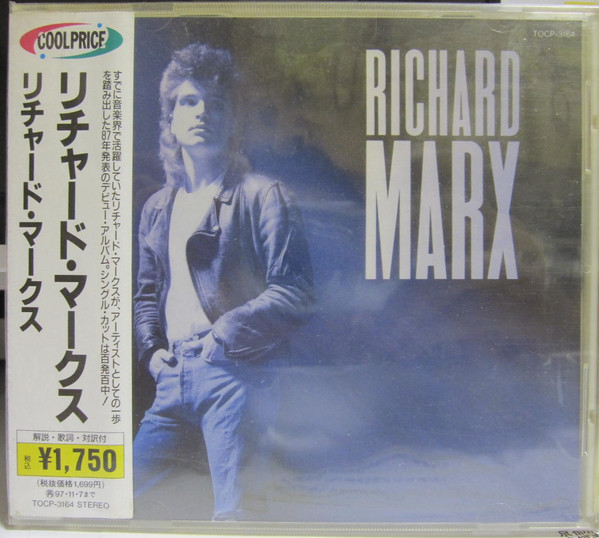 COOLPRICE
リチャード・マークス
リチャード・マークス
すでに音楽界で活躍していたリチャード・マークスが、アーティストとしての一歩
を踏み出した87年発表のデビュー・アルバム。シングル・カットは百発百中!
解説・歌詞・対訳付
税込 ¥1,750
(税抜価格1,699円)
再 97・11・7まで
TOCP-3164 STEREO
TOCP-3164
RICHARD
MARX